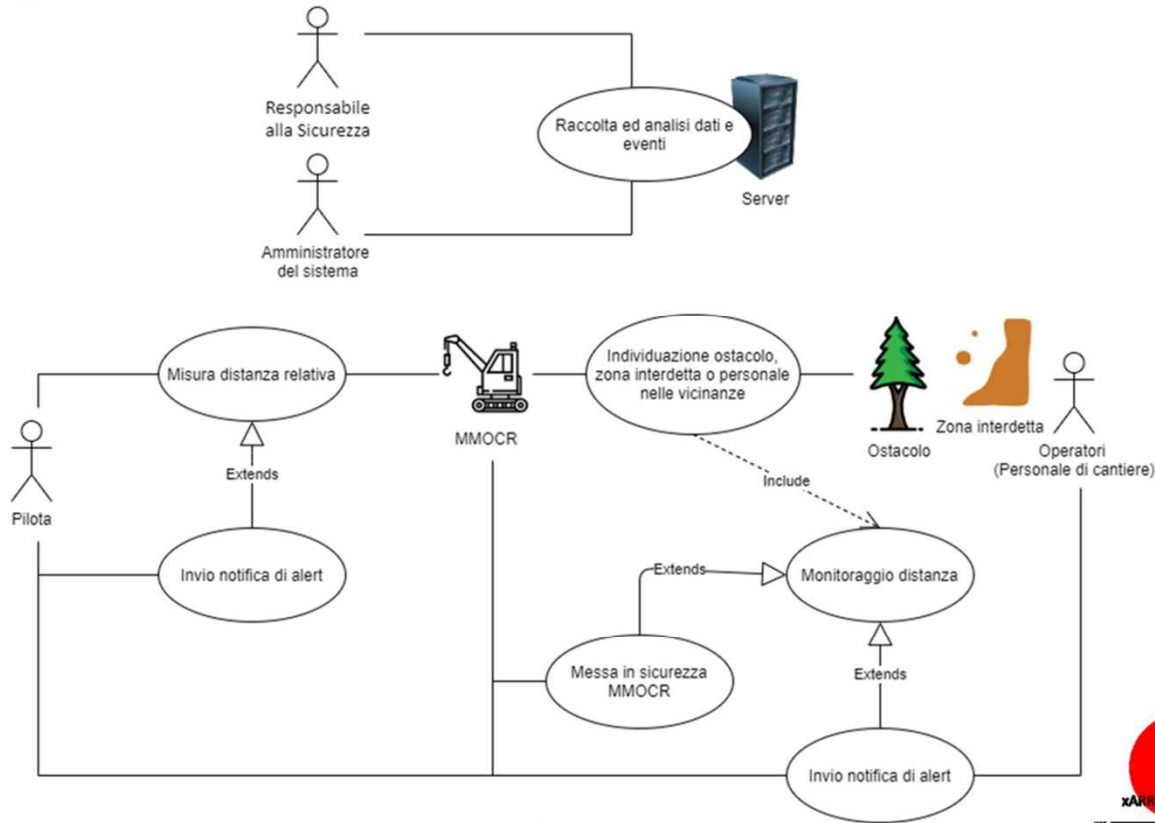 Responsabile
alla Sicurezza
Raccolta ed analisi dati e
eventi
Server
Amministratore
del sistema
Misura distanza relativa
MMOCR
Individuazione ostacolo,
zona interdetta o personale
nelle vicinanze
Ostacolo
Zona interdetta
Operatori
(Personale di cantiere)
Pilota
Extends
Include
Invio notifica di alert
Extends
Monitoraggio distanza
Messa in sicurezza
MMOCR
Extends
Invio notifica di alert